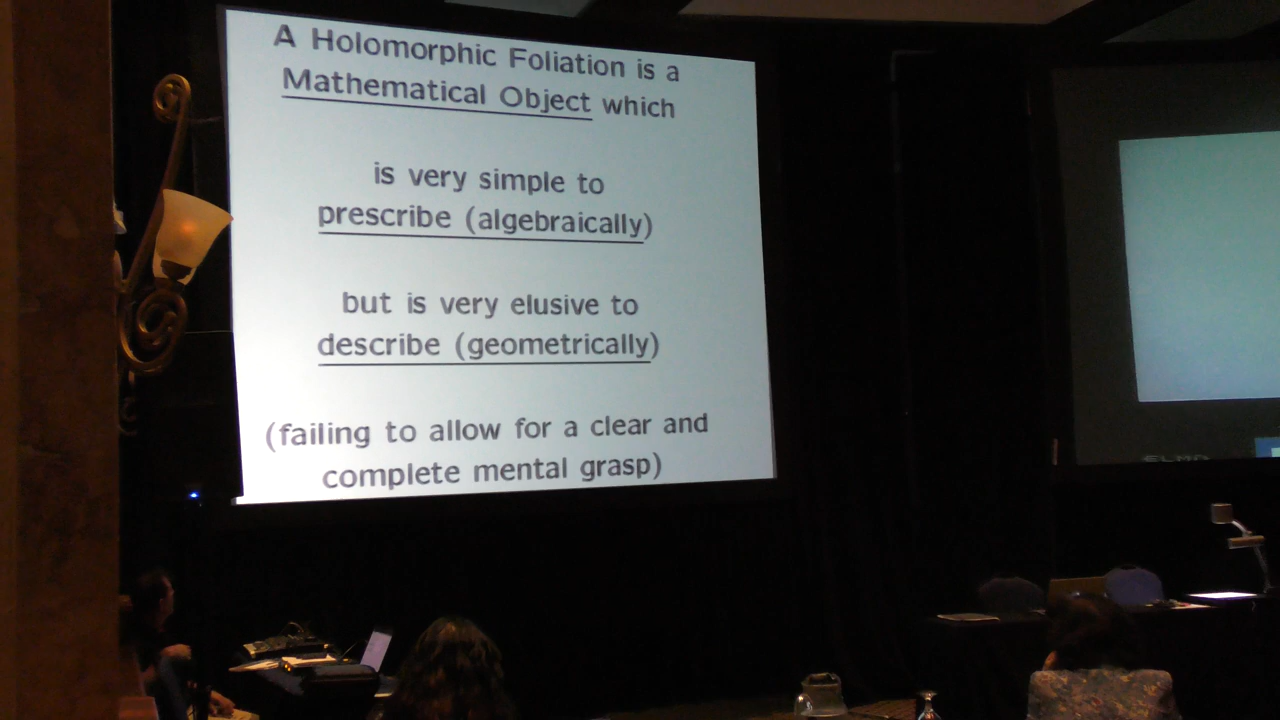 A Holomorphic Foliation is a
Mathematical Object which
is very simple to
prescribe (algebraically)
but is very elusive to
describe (geometrically)
(failing to allow for a clear and
complete mental grasp)
ELMO